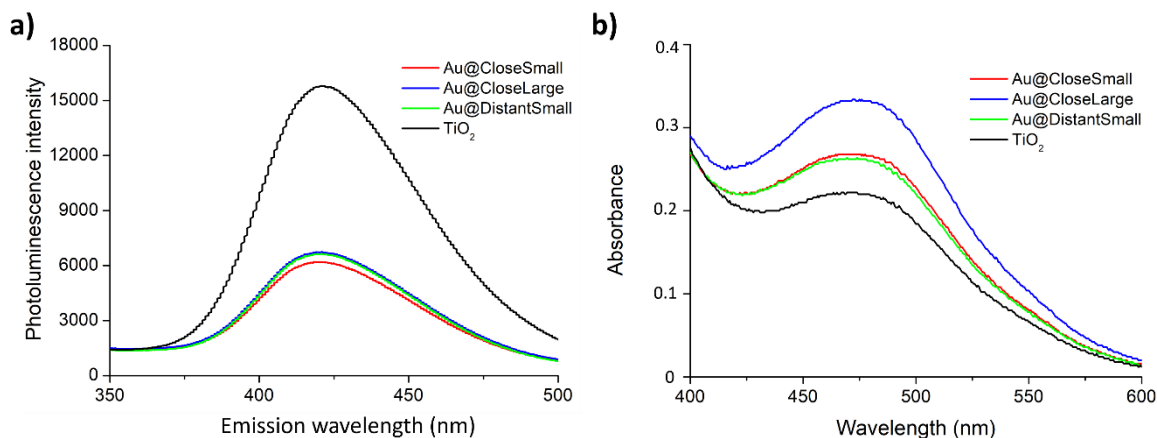 a)
18000
15000
12000
9000
6000
3000
0
Photoluminescence intensity
350
400
450
500
Emission wavelength (nm)
Au@CloseSmall
Au@CloseLarge
Au@DistantSmall
TiO₂
b)
0.4
0.3
0.2
0.1
0
Absorbance
400
450
500
550
600
Wavelength (nm)
Au@CloseSmall
Au@CloseLarge
Au@DistantSmall
TiO₂